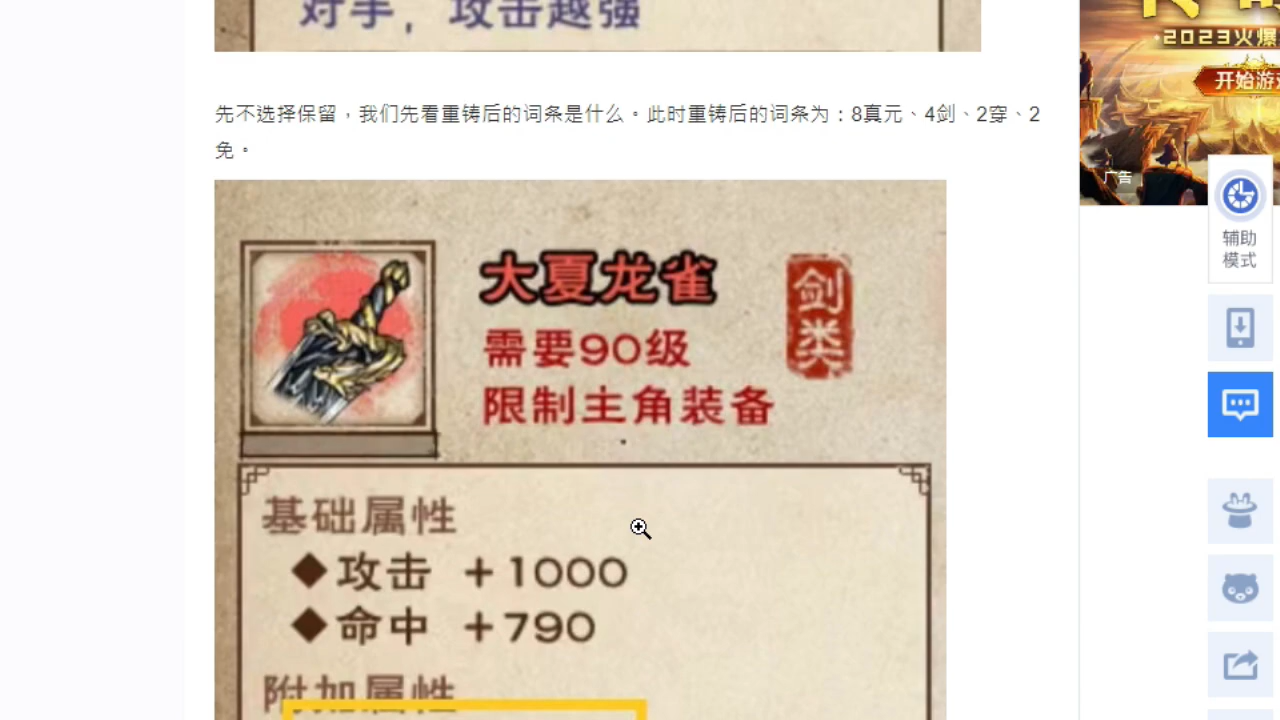 对手，攻击越强
2023火爆
开始游
广告
先不选择保留，我们先看重铸后的词条是什么。此时重铸后的词条为：8真元、4剑、2穿、2
免。
大夏龙雀
剑类
需要90级
限制主角装备
基础属性
◆攻击 +1000
◆命中 +790
附加属性
辅助
模式